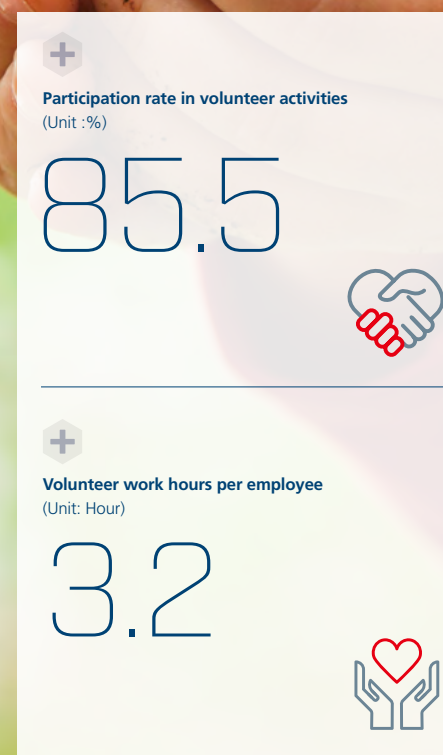 Participation rate in volunteer activities
(Unit :%)
85.5
Volunteer work hours per employee
(Unit: Hour)
3.2